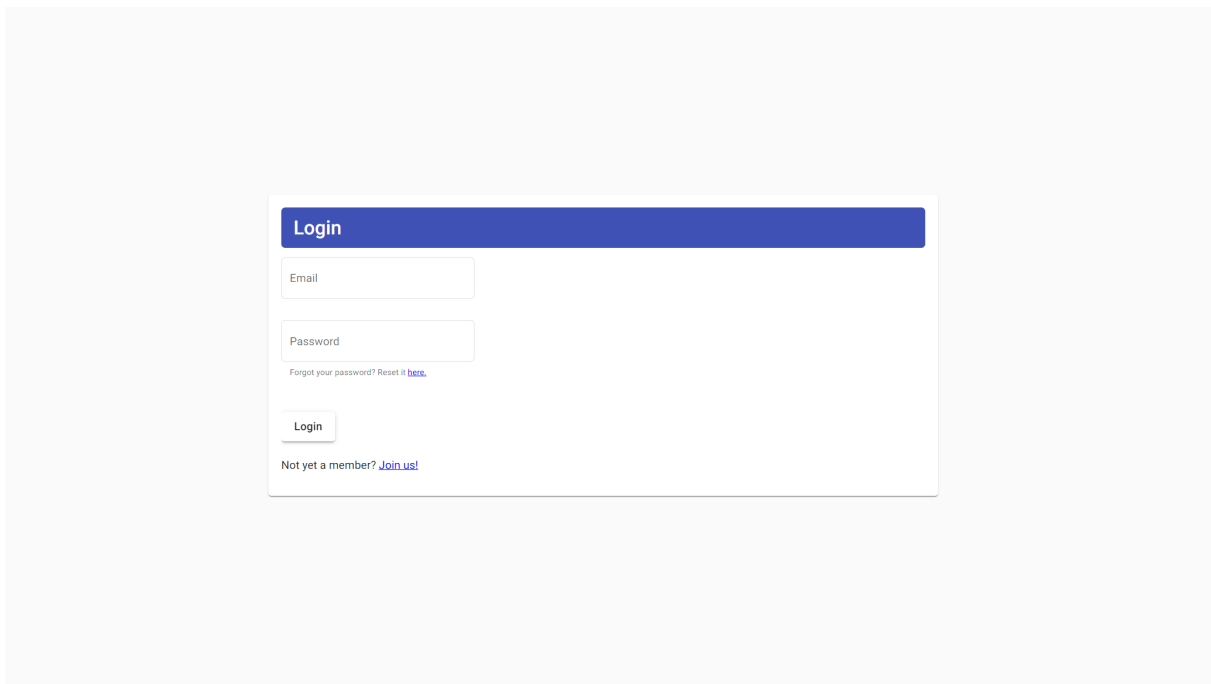 Login
Email
Password
Forgot your password? Reset it here.
Login
Not yet a member? Join us!